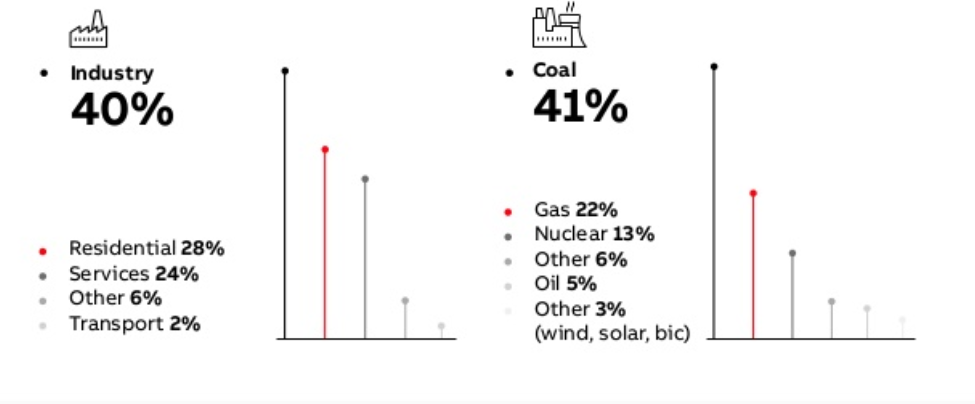 Industry
40%
Residential 28%
Services 24%
Other 6%
Transport 2%
Coal
41%
Gas 22%
Nuclear 13%
Other 6%
Oil 5%
Other 3%
(wind, solar, bic)